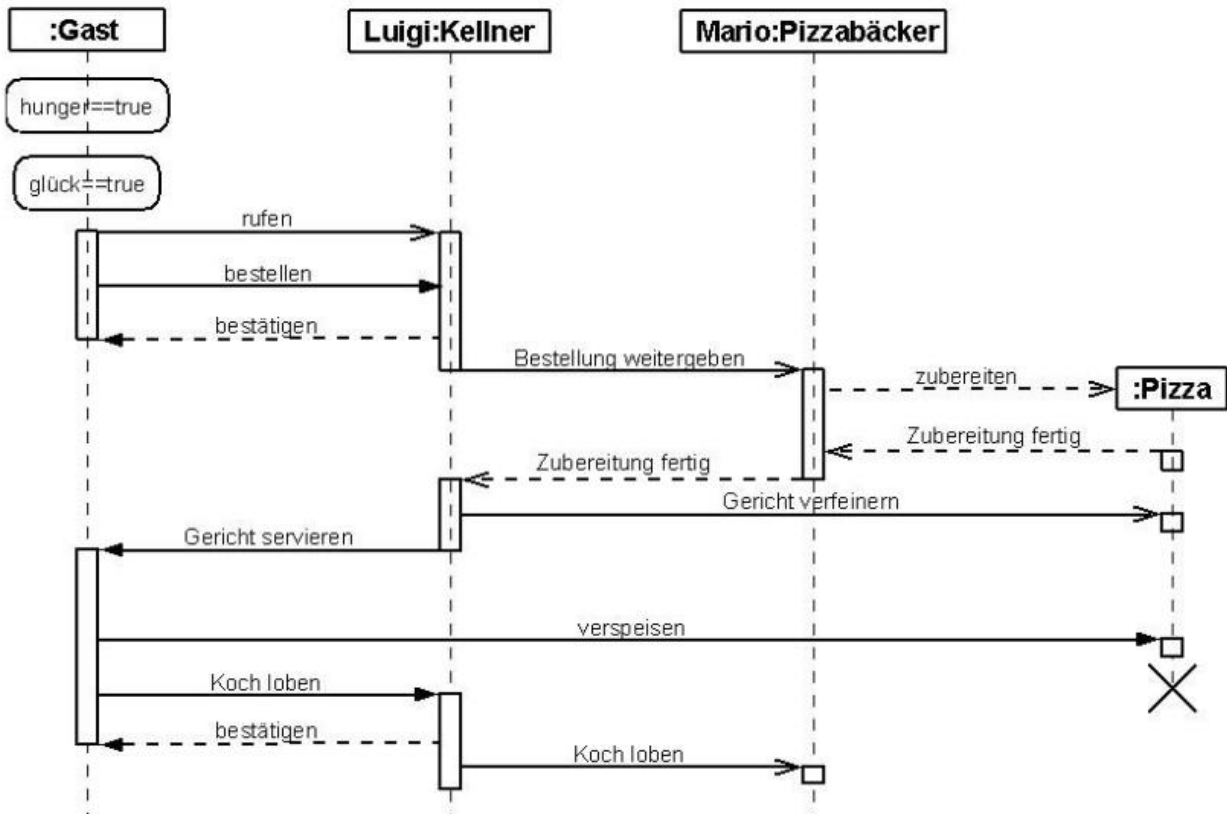 :Gast
Luigi:Kellner
Mario:Pizzabäcker
hunger==true
glück==true
rufen
bestellen
bestätigen
Bestellung weitergeben
zubereiten
:Pizza
Zubereitung fertig
Zubereitung fertig
Gericht verfeinern
Gericht servieren
verspeisen
Koch loben
bestätigen
Koch loben